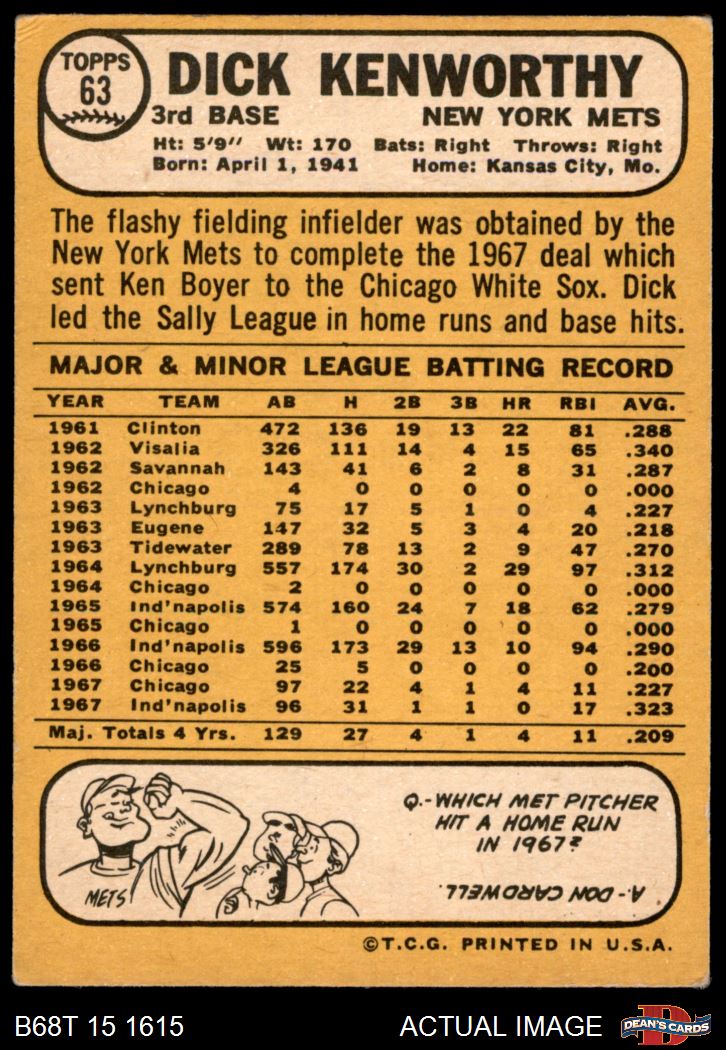 TOPPS
63
DICK KENWORTHY
3rd BASE NEW YORK METS
Ht: 5'9" Wt: 170 Bats: Right Throws: Right
Born: April 1, 1941 Home: Kansas City, Mo.
The flashy fielding infielder was obtained by the
New York Mets to complete the 1967 deal which
sent Ken Boyer to the Chicago White Sox. Dick
led the Sally League in home runs and base hits.
MAJOR & MINOR LEAGUE BATTING RECORD
YEAR TEAM AB H 2B 3B HR RBI AVG.
1961 Clinton 472 136 19 13 22 81 .288
1962 Visalia 326 111 14 4 15 65 .340
1962 Savannah 143 41 6 2 8 31 .287
1962 Chicago 4 0 0 0 0 0 .000
1963 Lynchburg 75 17 5 1 0 4 .227
1963 Eugene 147 32 5 3 4 20 .218
1963 Tidewater 289 78 13 2 9 47 .270
1964 Lynchburg 557 174 30 2 29 97 .312
1964 Chicago 2 0 0 0 0 0 .000
1965 Ind'napolis 574 160 24 7 18 62 .279
1965 Chicago 1 0 0 0 0 0 .000
1966 Ind'napolis 596 173 29 13 10 94 .290
1966 Chicago 25 5 0 0 0 0 .200
1967 Chicago 97 22 4 1 4 11 .227
1967 Ind'napolis 96 31 1 1 0 17 .323
Maj. Totals 4 Yrs. 129 27 4 1 4 11 .209
METS
Q.-WHICH MET PITCHER
HIT A HOME RUN
IN 1967?
A-DON CARDWELL.
©T.C.G. PRINTED IN U.S.A.
B68T 15 1615 ACTUAL IMAGE
D
DEAN'S CARDS